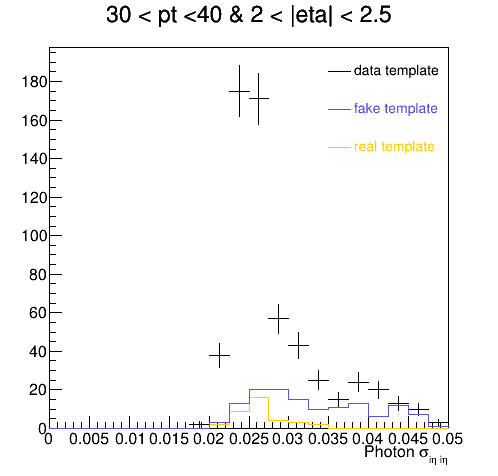 30 < pt <40 & 2 < |eta| < 2.5
data template
fake template
real template
180
160
140
120
100
80
60
40
20
0
0 0.005 0.01 0.015 0.02 0.025 0.03 0.035 0.04 0.045 0.05
Photon σiη iη